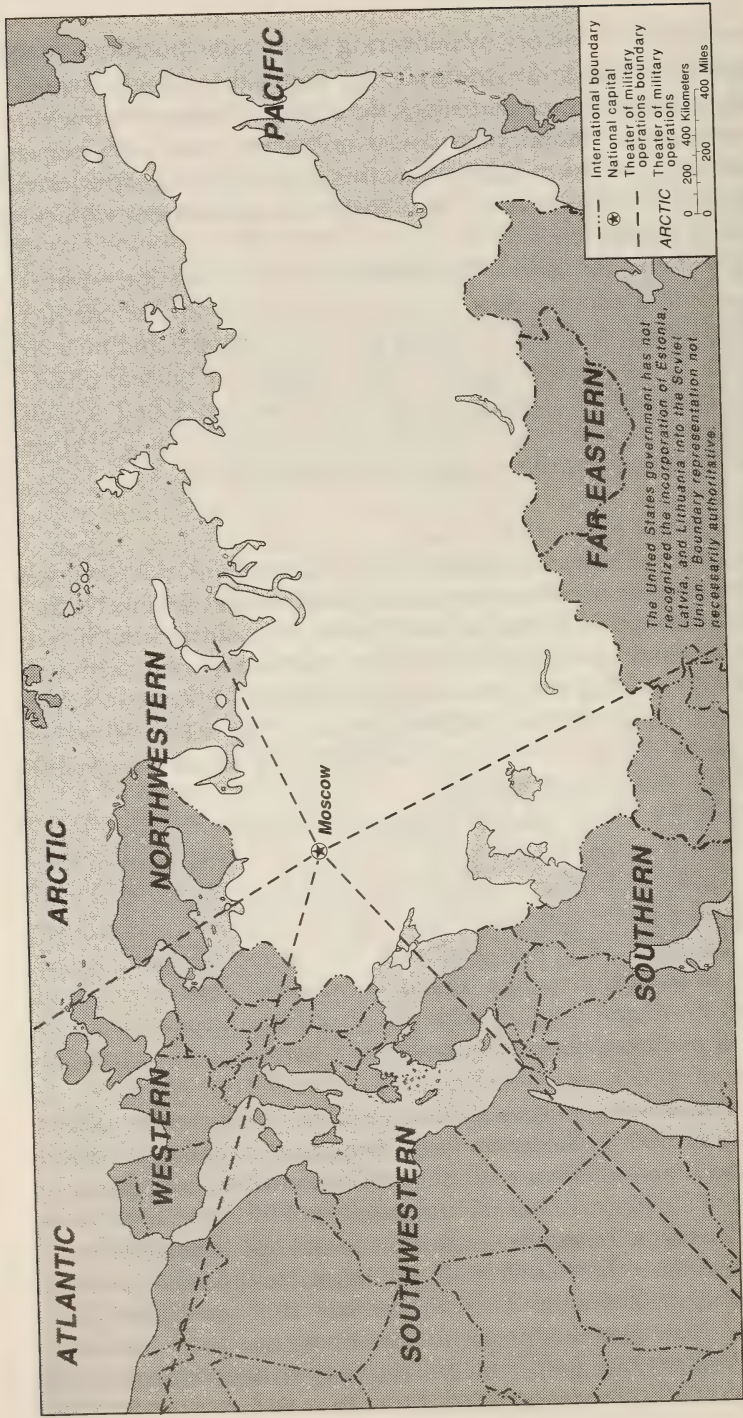 ATLANTIC
ARCTIC
PACIFIC
WESTERN
NORTHWESTERN
Moscow
SOUTHWESTERN
SOUTHERN
FAR EASTERN
International boundary
National capital
Theater of military
operations boundary
ARCTIC Theater of military
operations
0 200 400 Kilometers
0 200 400 Miles
The United States government has not
recognized the incorporation of Estonia,
Latvia, and Lithuania into the Soviet
Union. Boundary representation not
necessarily authoritative.